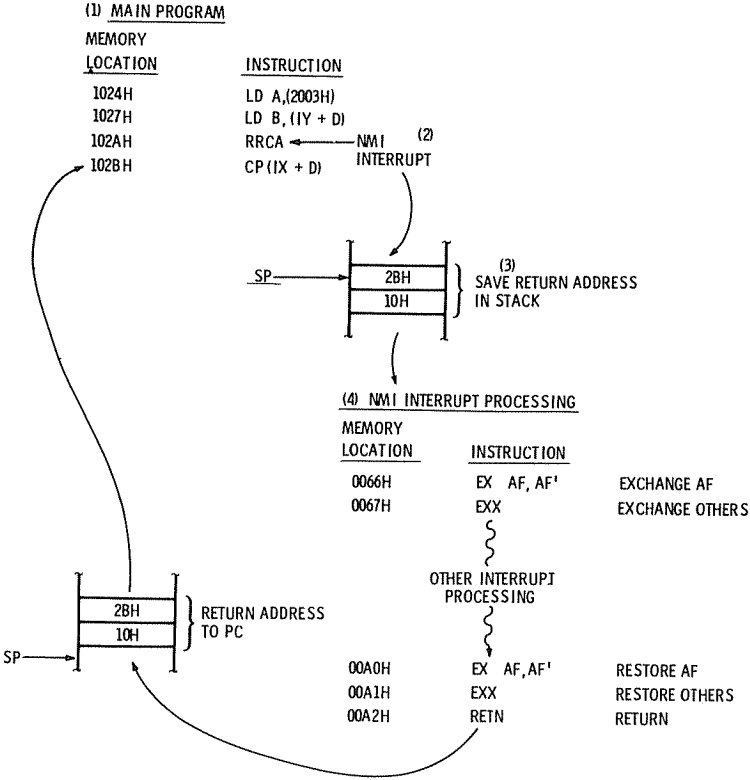 (1) MAIN PROGRAM
MEMORY
LOCATION INSTRUCTION
1024H LD A,(2003H)
1027H LD B,(IY + D)
102AH RRCA NMI (2)
INTERRUPT
102BH CP(IX + D)
SP 2BH
10H
(3)
SAVE RETURN ADDRESS
IN STACK
(4) NMI INTERRUPT PROCESSING
MEMORY
LOCATION INSTRUCTION
0066H EX AF, AF' EXCHANGE AF
0067H EXX EXCHANGE OTHERS
OTHER INTERRUPT
PROCESSING
2BH
10H
RETURN ADDRESS
TO PC
SP
00A0H EX AF, AF' RESTORE AF
00A1H EXX RESTORE OTHERS
00A2H RETN RETURN